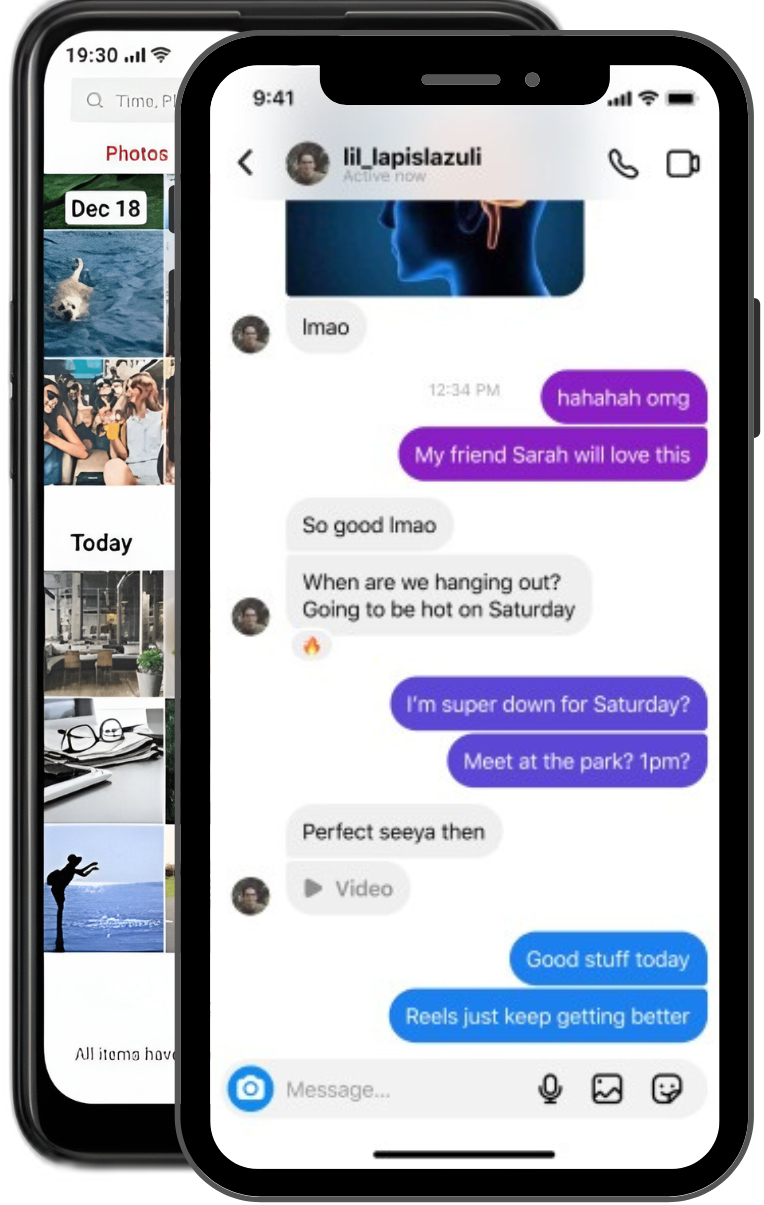 19:30
Time, Pl
Photos
Dec 18
Today
All items have
9:41
lil_lapislazuli
Active now
lmao
12:34 PM
hahahah omg
My friend Sarah will love this
So good lmao
When are we hanging out?
Going to be hot on Saturday
🔥
I'm super down for Saturday?
Meet at the park? 1pm?
Perfect seeya then
Video
Good stuff today
Reels just keep getting better
Message...